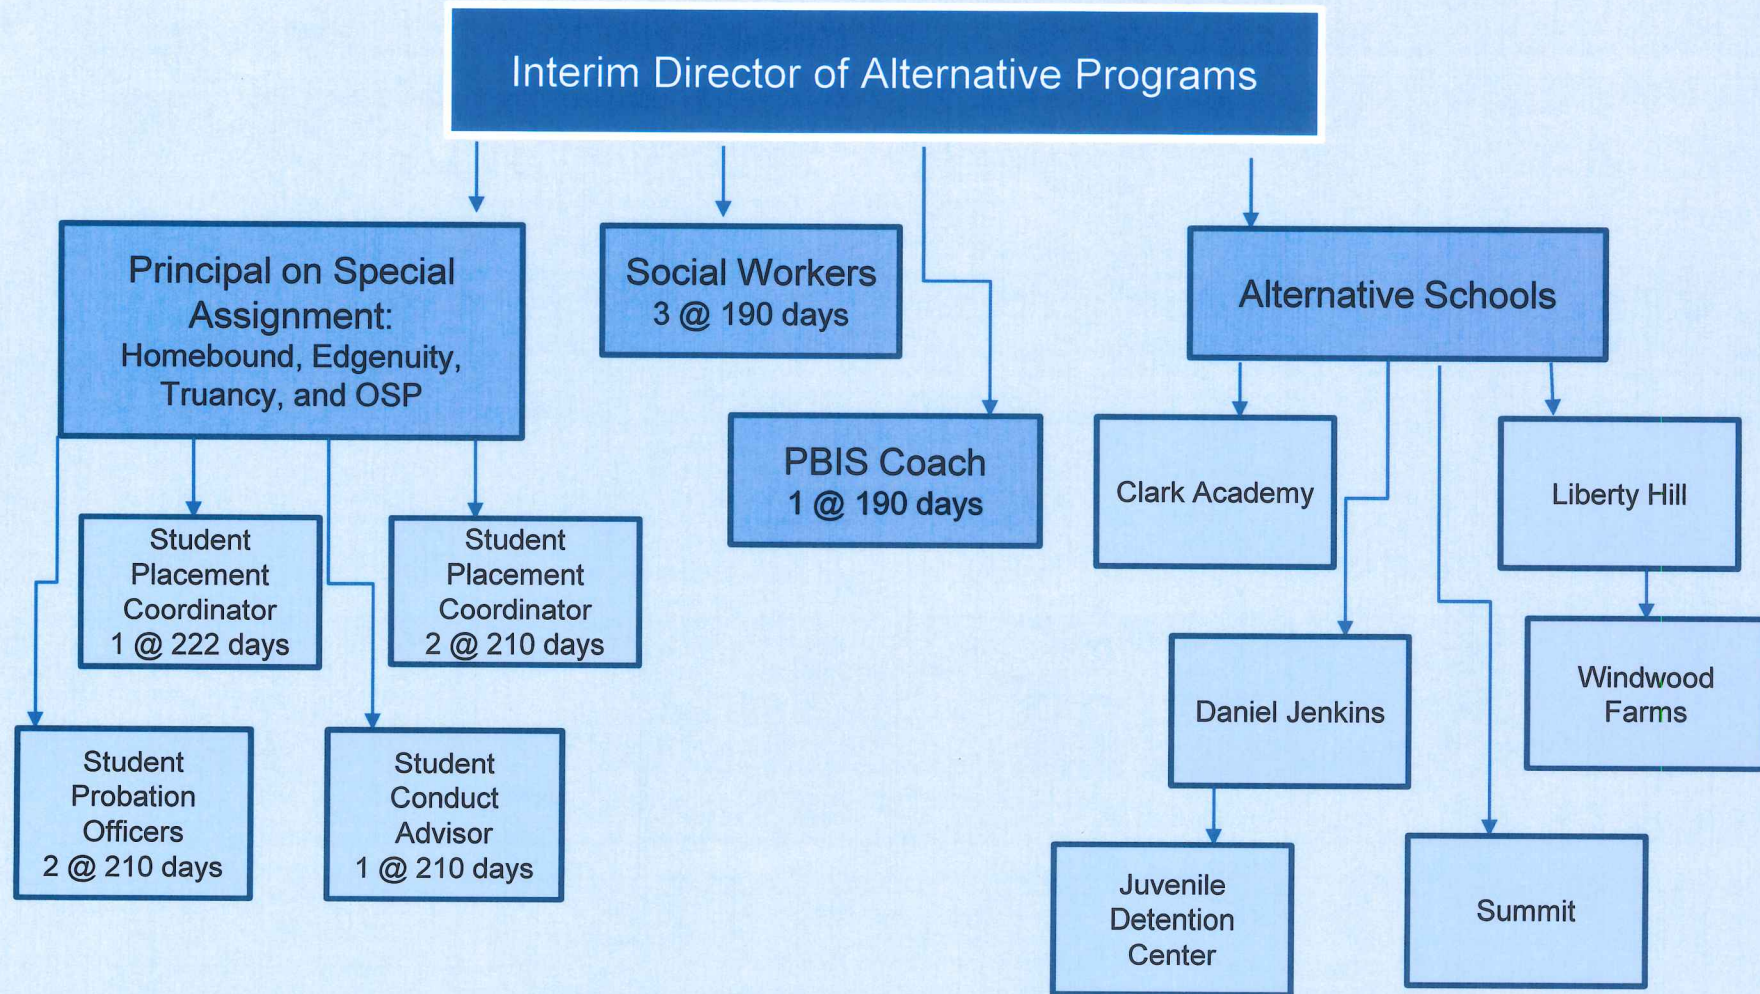 Interim Director of Alternative Programs
Principal on Special
Assignment:
Homebound, Edgenuity,
Truancy, and OSP
Social Workers
3 @ 190 days
PBIS Coach
1 @ 190 days
Alternative Schools
Student
Placement
Coordinator
1 @ 222 days
Student
Placement
Coordinator
2 @ 210 days
Student
Probation
Officers
2 @ 210 days
Student
Conduct
Advisor
1 @ 210 days
Clark Academy
Liberty Hill
Daniel Jenkins
Windwood
Farms
Juvenile
Detention
Center
Summit